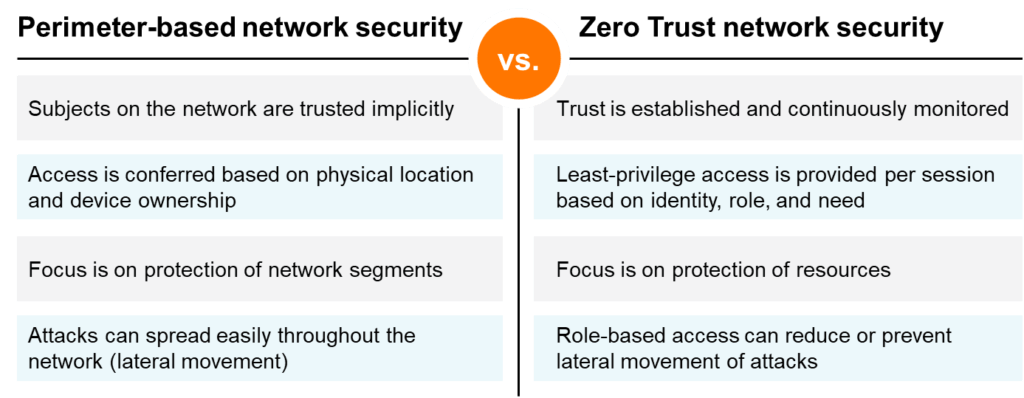 Perimeter-based network security
vs.
Zero Trust network security
Subjects on the network are trusted implicitly
Trust is established and continuously monitored
Access is conferred based on physical location
and device ownership
Least-privilege access is provided per session
based on identity, role, and need
Focus is on protection of network segments
Focus is on protection of resources
Attacks can spread easily throughout the
network (lateral movement)
Role-based access can reduce or prevent
lateral movement of attacks